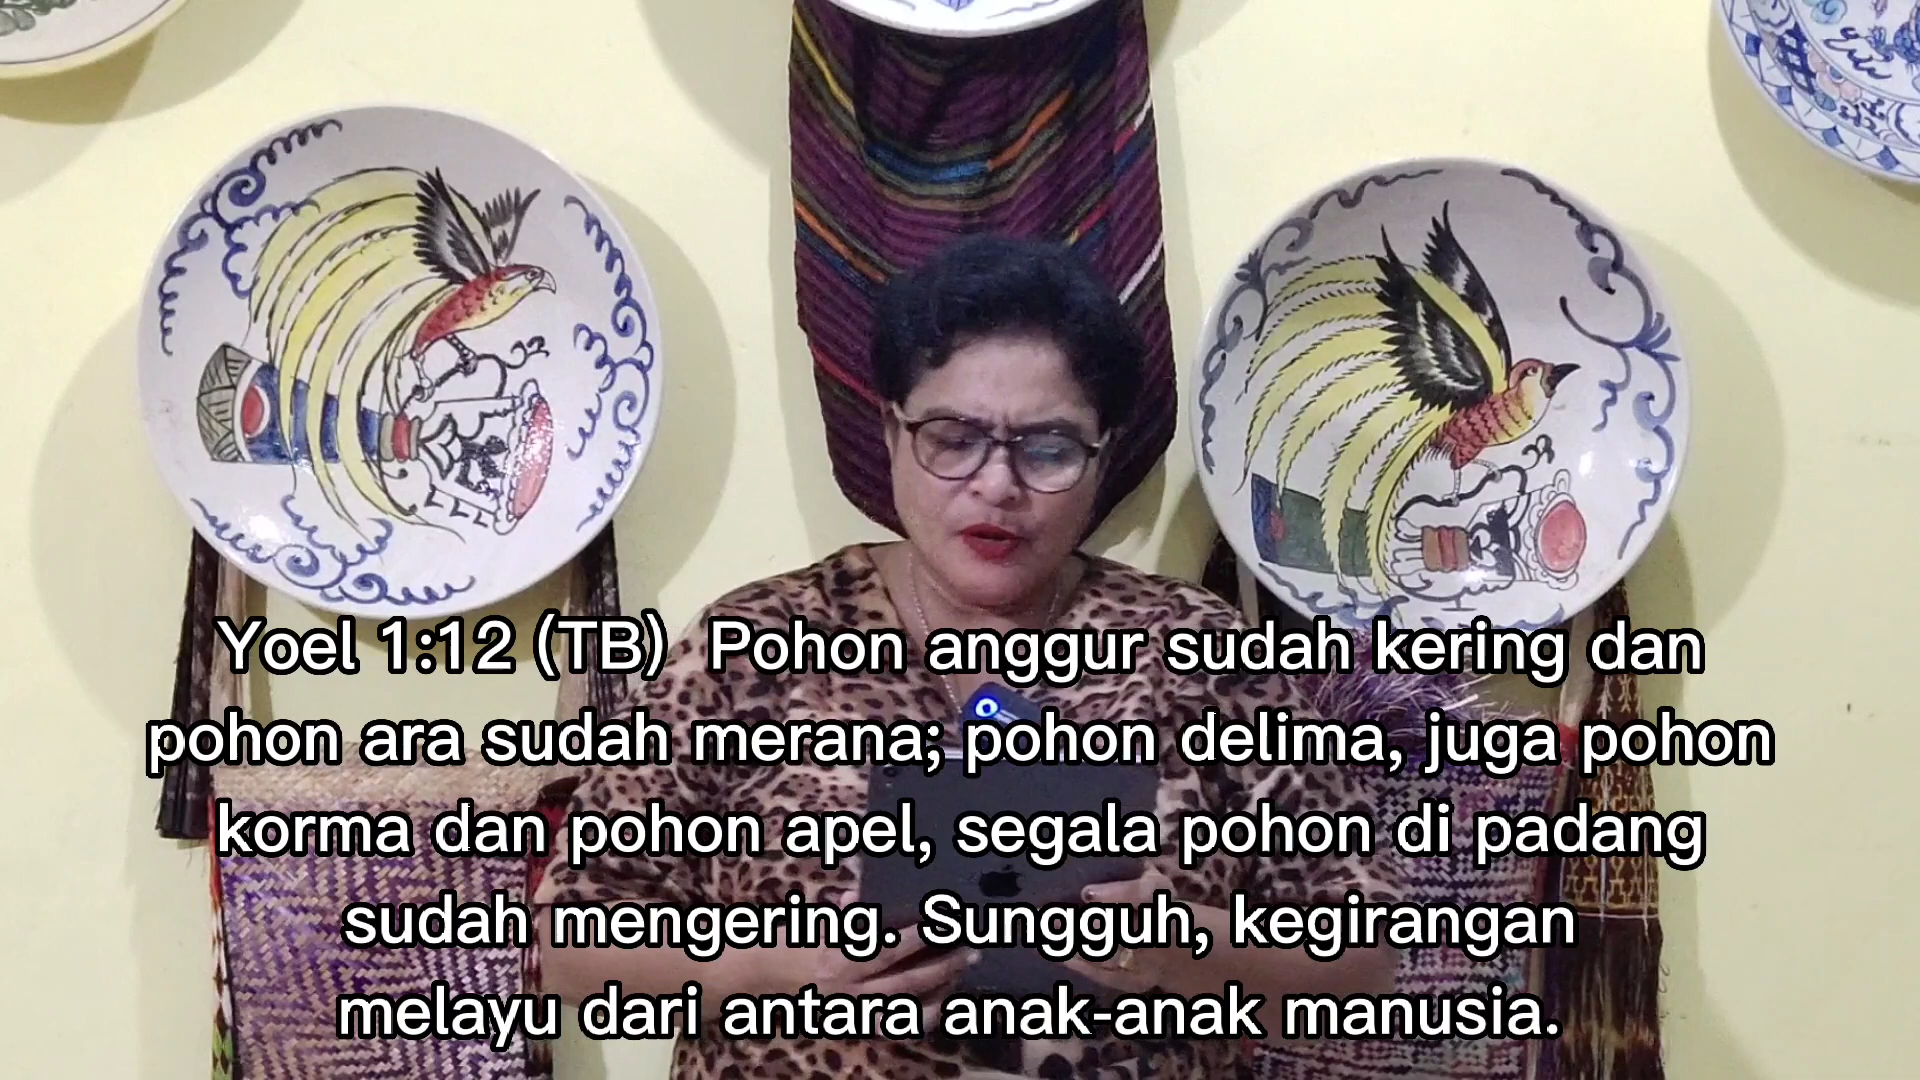 Yoel 1:12 (TB)  Pohon anggur sudah kering dan
pohon ara sudah merana; pohon delima, juga pohon
korma dan pohon apel, segala pohon di padang
sudah mengering. Sungguh, kegirangan
melayu dari antara anak-anak manusia.